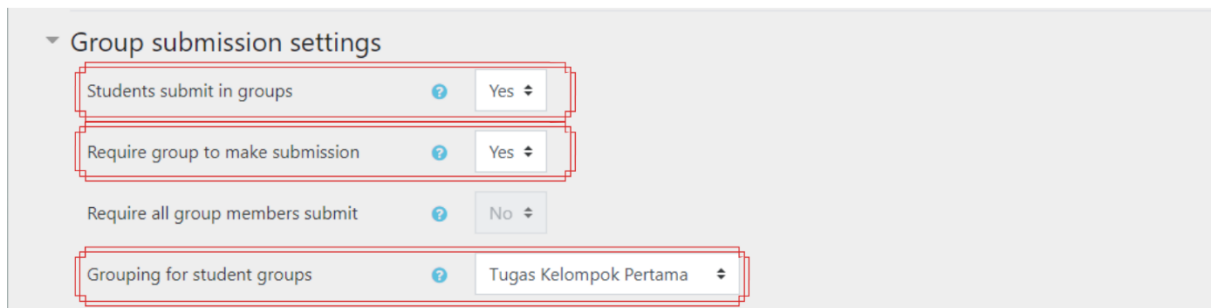 Group submission settings
Students submit in groups Yes
Require group to make submission Yes
Require all group members submit No
Grouping for student groups Tugas Kelompok Pertama